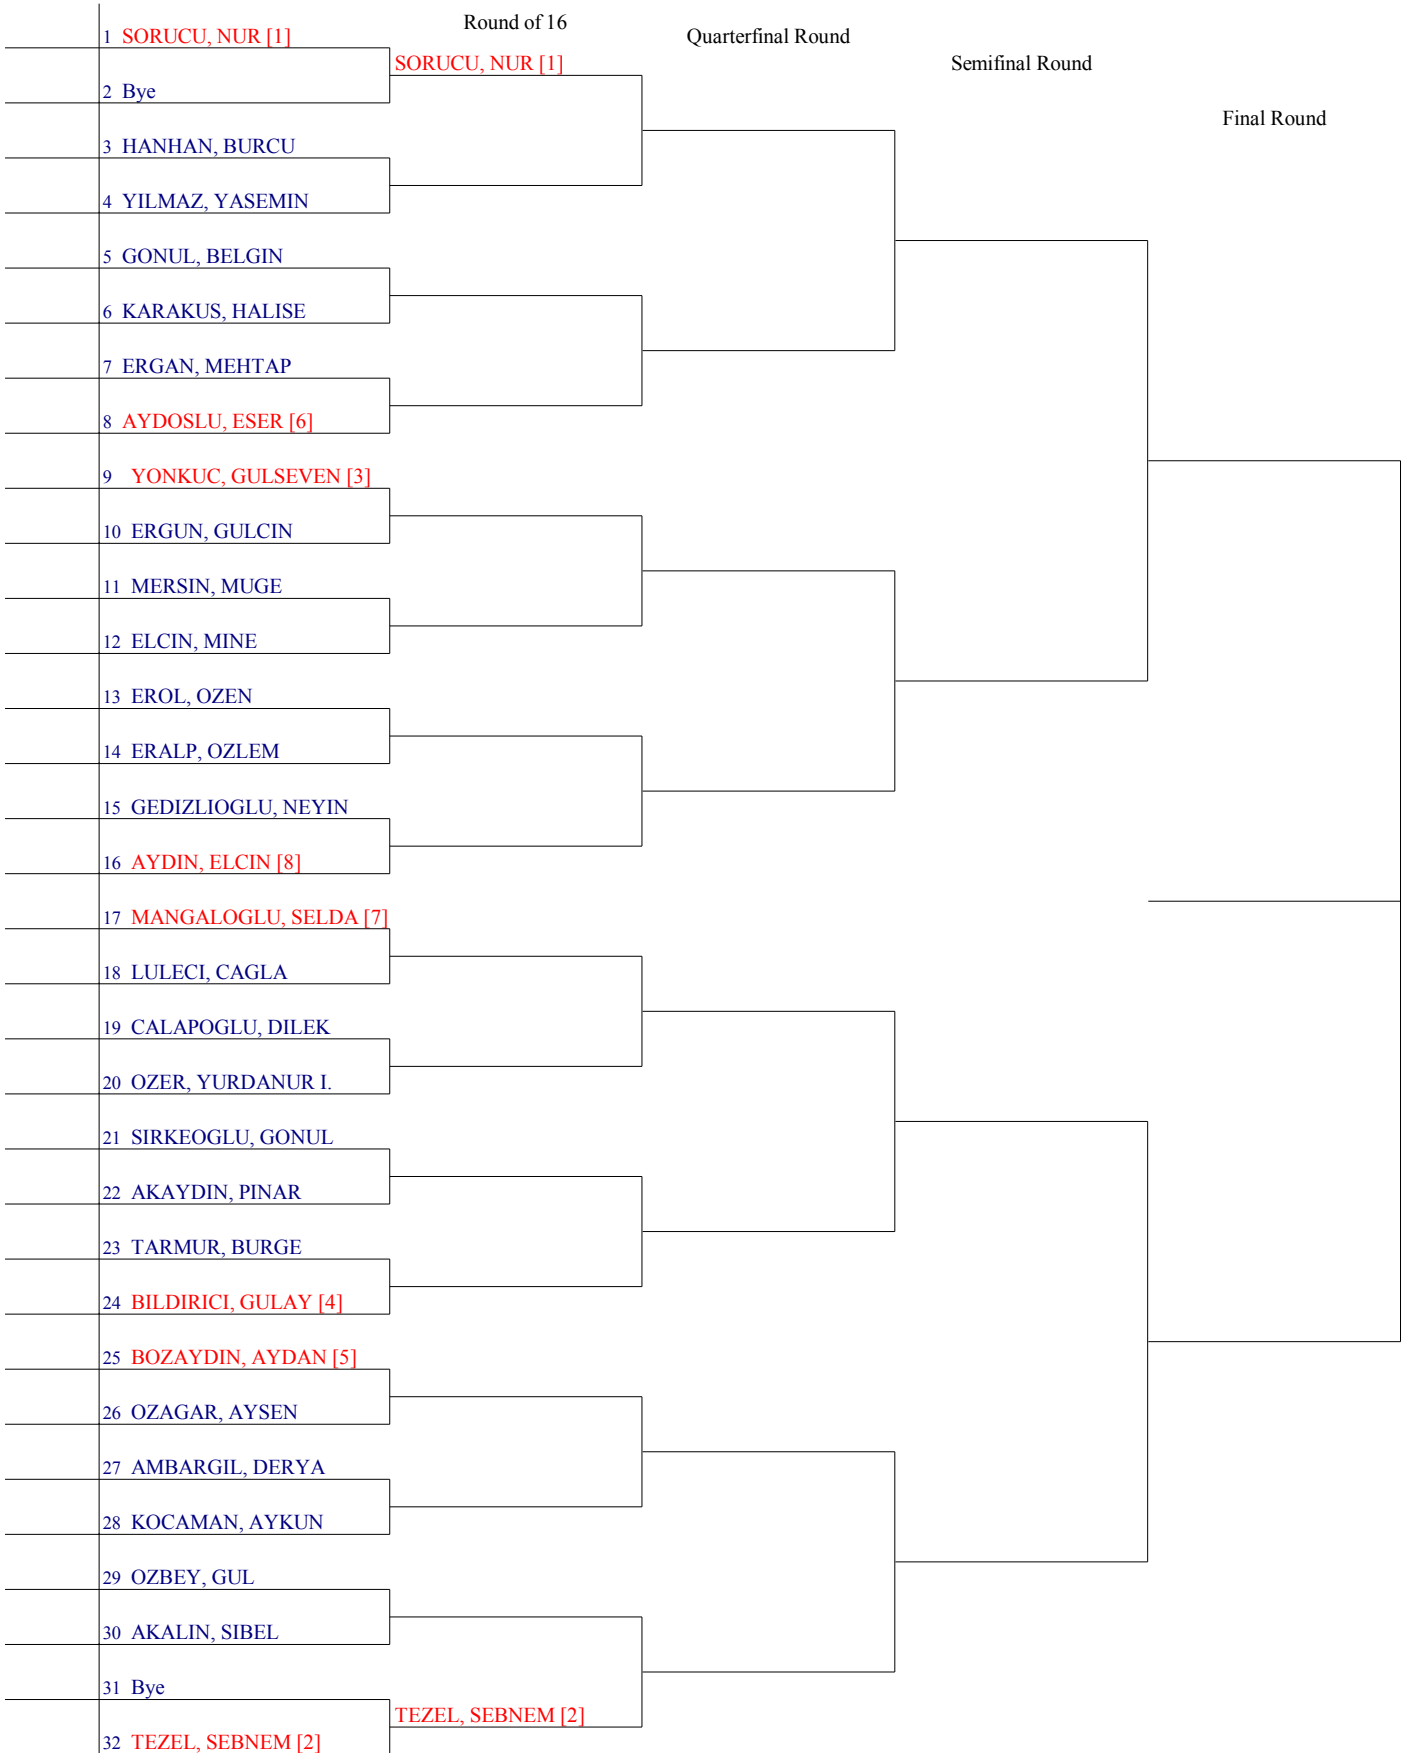 Round of 16
Quarterfinal Round
Semifinal Round
Final Round
1 SORUCU, NUR [1]
SORUCU, NUR [1]
2 Bye
3 HANHAN, BURCU
4 YILMAZ, YASEMIN
5 GONUL, BELGIN
6 KARAKUS, HALISE
7 ERGAN, MEHTAP
8 AYDOSLU, ESER [6]
9 YONKUC, GULSEVEN [3]
10 ERGUN, GULCIN
11 MERSIN, MUGE
12 ELCIN, MINE
13 EROL, OZEN
14 ERALP, OZLEM
15 GEDIZLIOGLU, NEYIN
16 AYDIN, ELCIN [8]
17 MANGALOGLU, SELDA [7]
18 LULECI, CAGLA
19 CALAPOGLU, DILEK
20 OZER, YURDANUR I.
21 SIRKEOGLU, GONUL
22 AKAYDIN, PINAR
23 TARMUR, BURGE
24 BILDIRICI, GULAY [4]
25 BOZAYDIN, AYDAN [5]
26 OZAGAR, AYSEN
27 AMBARGIL, DERYA
28 KOCAMAN, AYKUN
29 OZBEY, GUL
30 AKALIN, SIBEL
31 Bye
TEZEL, SEBNEM [2]
32 TEZEL, SEBNEM [2]